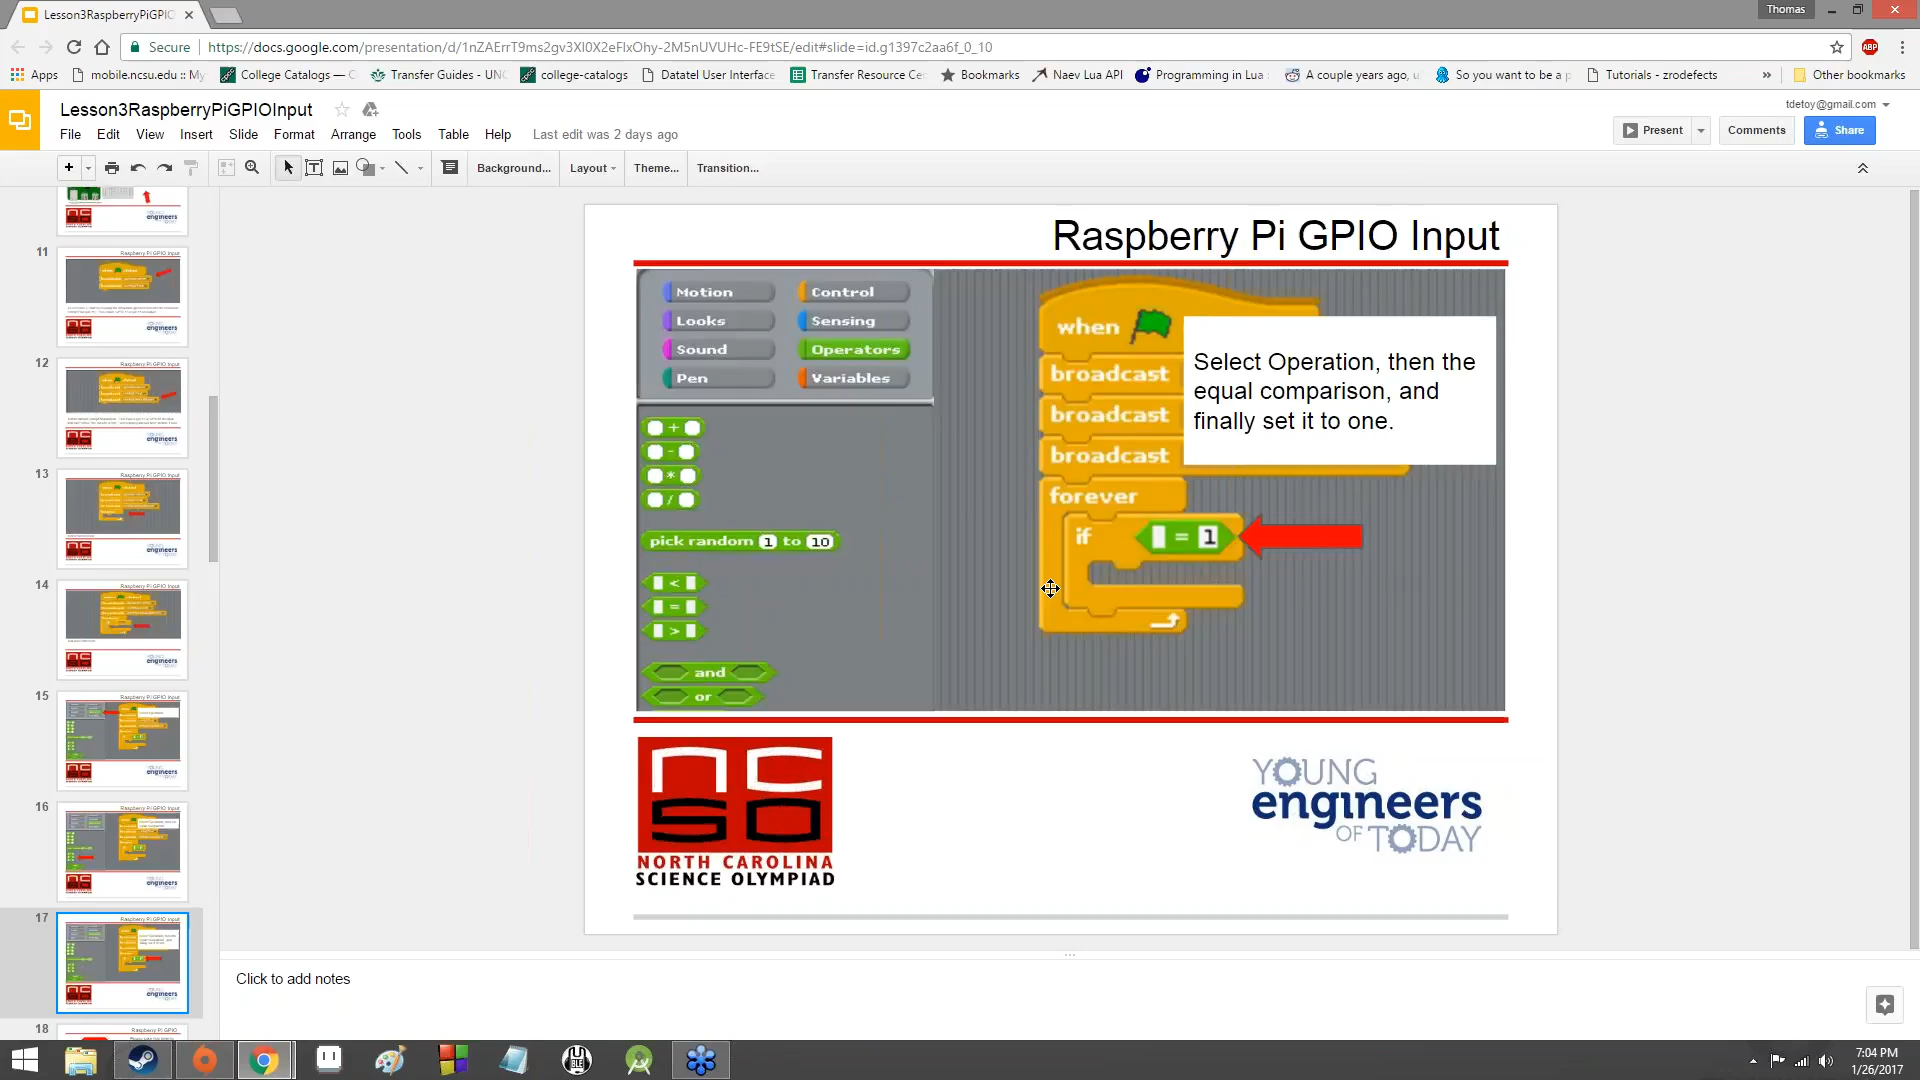 Lesson3RaspberryPiGPIO
Thomas
Secure
https://docs.google.com/presentation/d/1nZAErrT9ms2gv3Xl0X2eFlxOhy-2M5nUVUHc-FE9tSE/edit#slide=id.g1397c2aa6f_0_10
ABP
Apps
mobile.ncsu.edu :: My
College Catalogs — C
Transfer Guides - UNC
college-catalogs
Datatel User Interface
Transfer Resource Ce
Bookmarks
Naev Lua API
Programming in Lua
A couple years ago, u
So you want to be a p
Tutorials - zrodefects
»
Other bookmarks
Lesson3RaspberryPiGPIOInput
tdetoy@gmail.com
File Edit View Insert Slide Format Arrange Tools Table Help
Last edit was 2 days ago
Present
Comments
Share
Background...
Layout
Theme...
Transition...
11
12
13
14
15
16
17
18
Raspberry Pi GPIO Input
Motion
Control
Looks
Sensing
Sound
Operators
Pen
Variables
+
-
*
/
pick random 1 to 10
<
=
>
and
or
when
broadcast
broadcast
broadcast
forever
if = 1
Select Operation, then the
equal comparison, and
finally set it to one.
nc
so
NORTH CAROLINA
SCIENCE OLYMPIAD
YOUNG
engineers
OF TODAY
Click to add notes
7:04 PM
1/26/2017